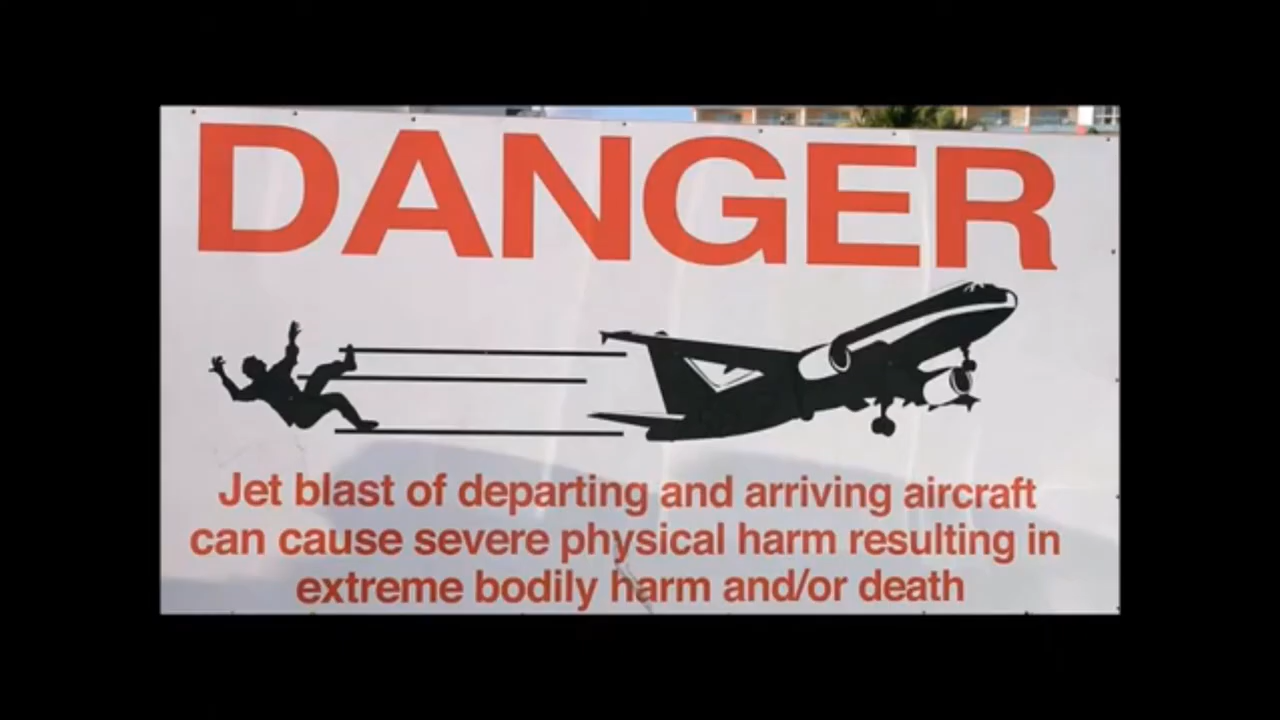 DANGER
Jet blast of departing and arriving aircraft
can cause severe physical harm resulting in
extreme bodily harm and/or death